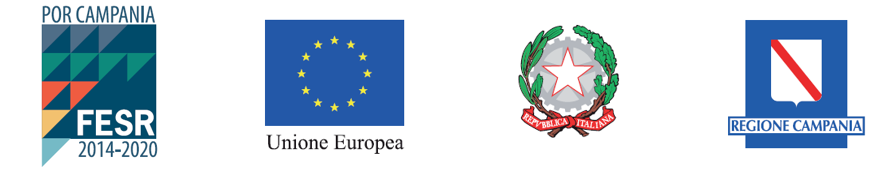 POR CAMPANIA
FESR
2014-2020
Unione Europea
REPVBBLICA ITALIANA
REGIONE CAMPANIA